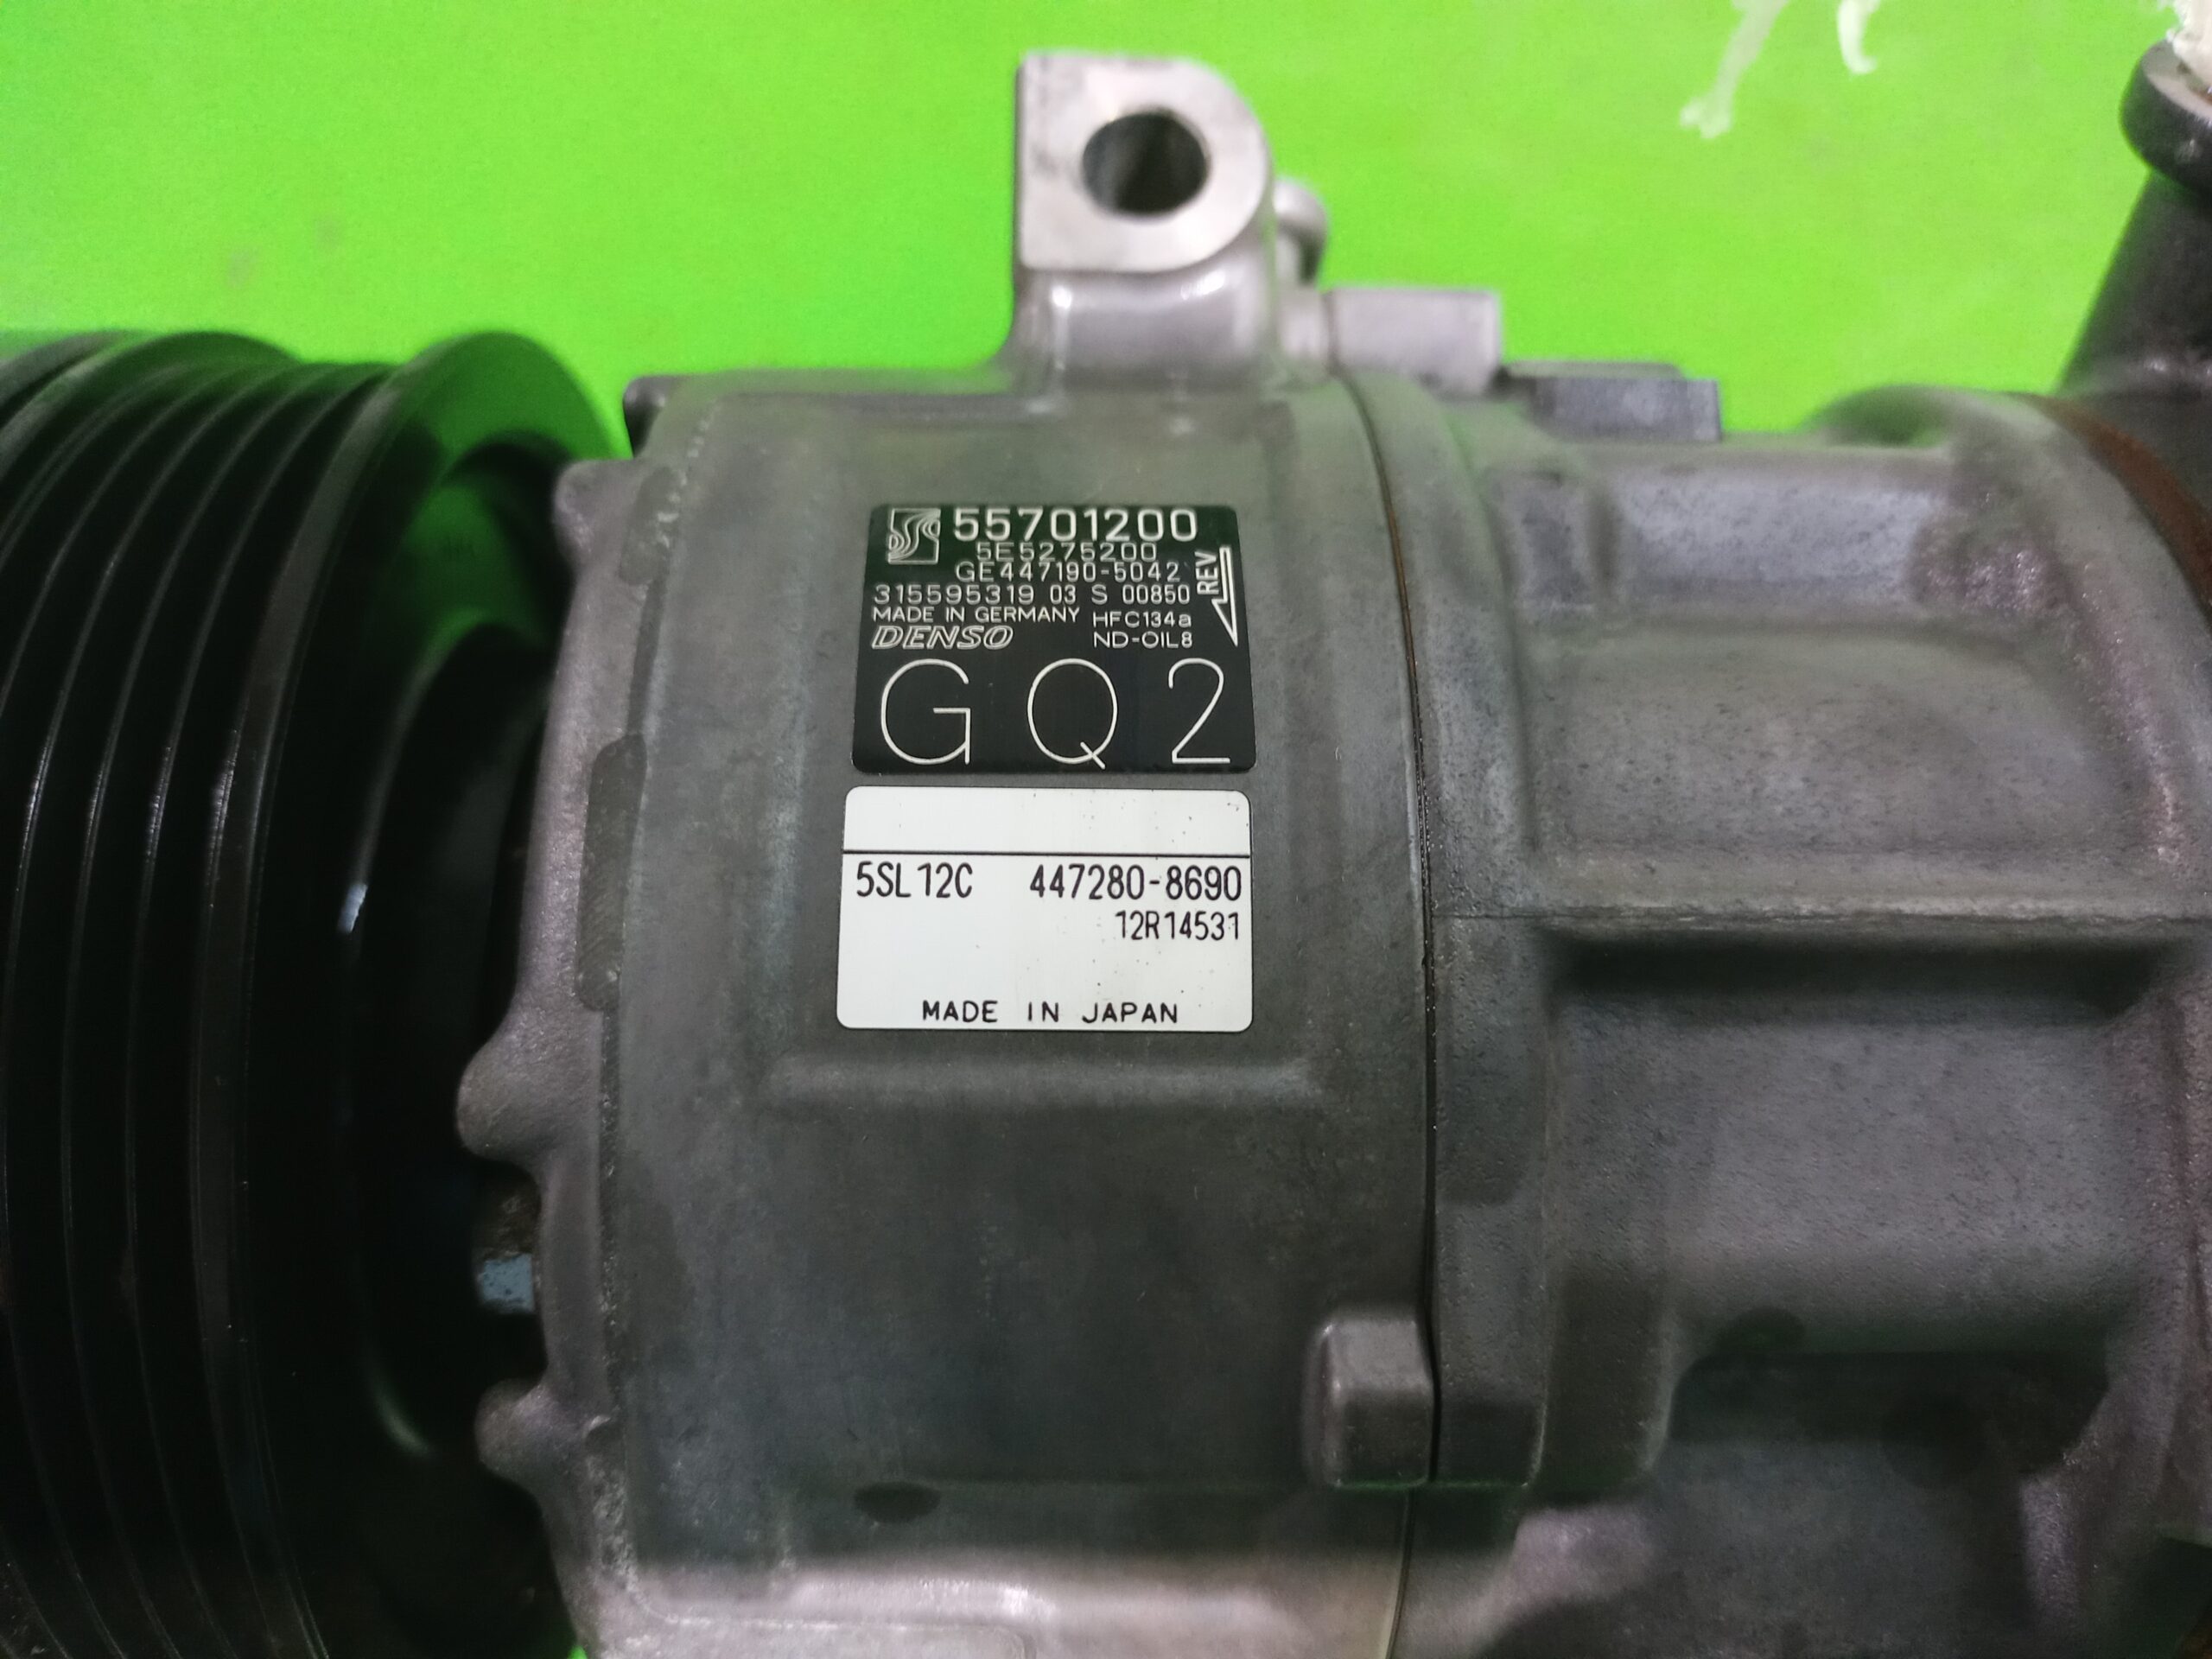 55701200
5E5275200
GE447190-5042
REV
315595319 03 S 00850
MADE IN GERMANY HFC134a
DENSO ND-OIL8
GQ2
5SL12C 447280-8690
12R14531
MADE IN JAPAN